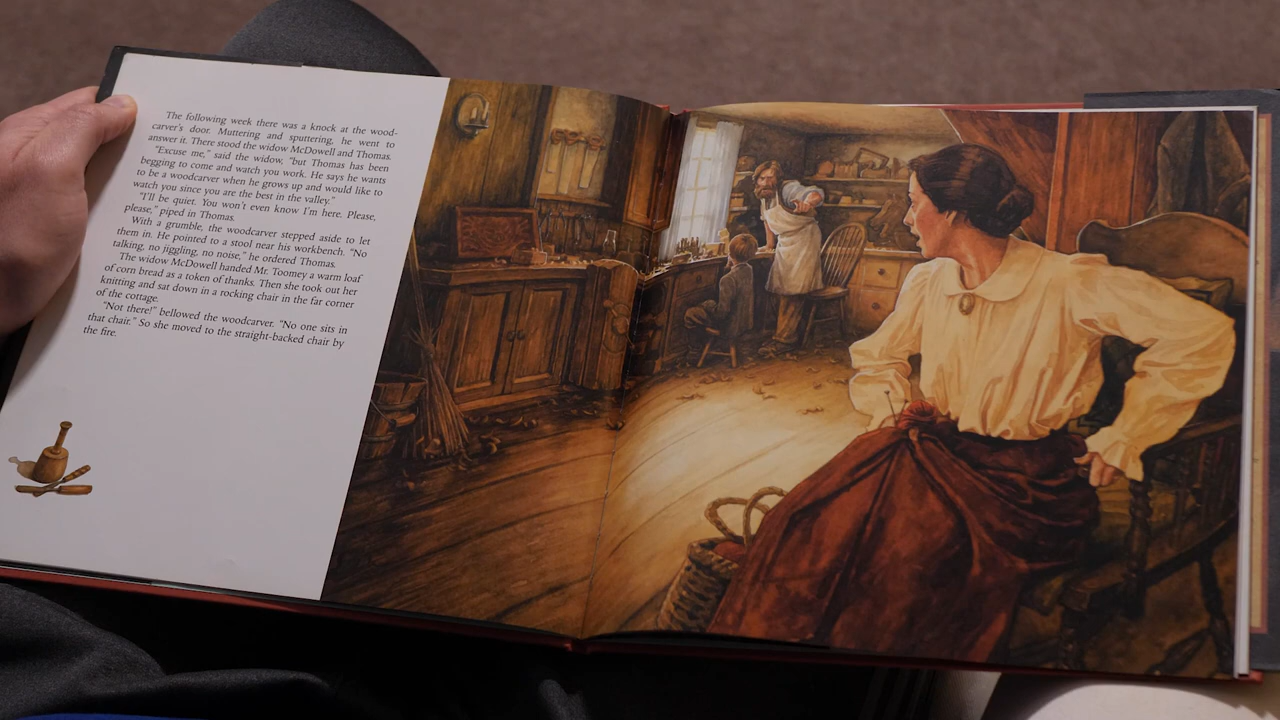 The following week there was a knock at the wood-
carver's door. Muttering and sputtering, he went to
answer it. There stood the widow McDowell and Thomas.
"Excuse me," said the widow, "but Thomas has been
begging to come and watch you work. He says he wants
to be a woodcarver when he grows up and would like to
watch you since you are the best in the valley."
"I'll be quiet. You won't even know I'm here. Please,
please," piped in Thomas.
With a grumble, the woodcarver stepped aside to let
them in. He pointed to a stool near his workbench. "No
talking, no jiggling, no noise," he ordered Thomas.
The widow McDowell handed Mr. Toomey a warm loaf
of corn bread as a token of thanks. Then she took out her
knitting and sat down in a rocking chair in the far corner
of the cottage.
"Not there!" bellowed the woodcarver. "No one sits in
that chair." So she moved to the straight-backed chair by
the fire.